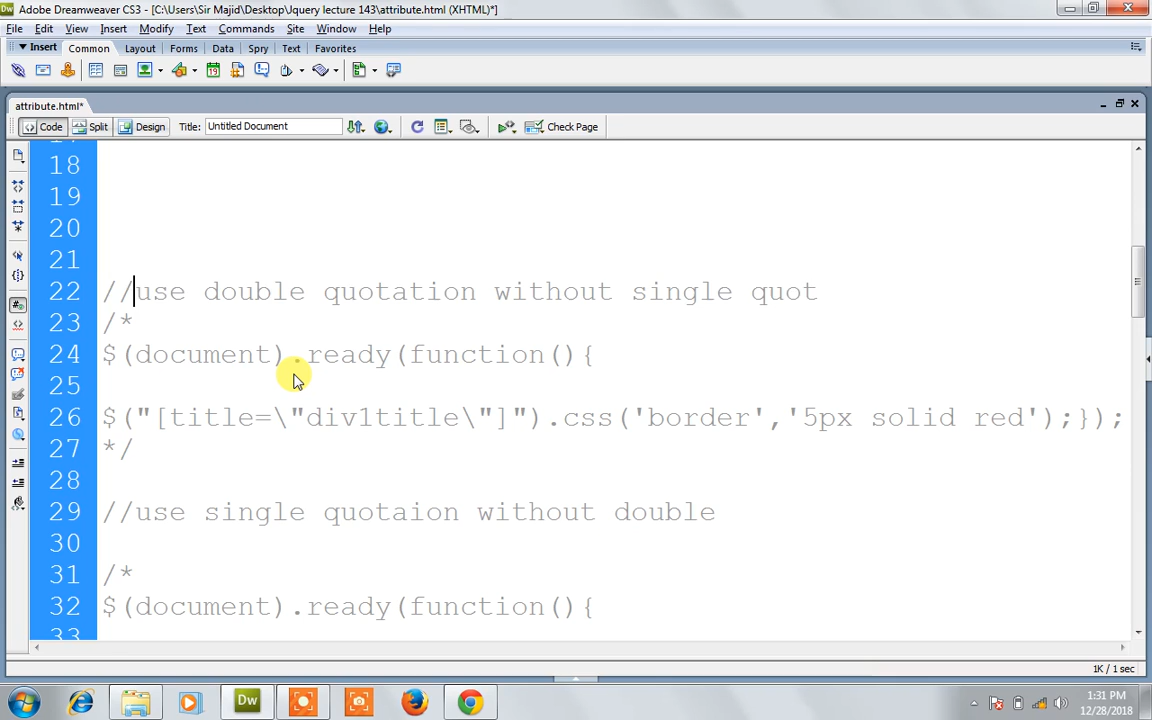 Adobe Dreamweaver CS3 - [C:\Users\Sir Majid\Desktop\Jquery lecture 143\attribute.html (XHTML)*]
File Edit View Insert Modify Text Commands Site Window Help
Insert Common Layout Forms Data Spry Text Favorites
attribute.html*
Code Split Design Title: Untitled Document Check Page
18
19
20
21
22 //use double quotation without single quot
23 /*
24 $(document).ready(function(){
25
26 $("[title=\"div1title\"]").css('border','5px solid red');});
27 */
28
29 //use single quotaion without double
30
31 /*
32 $(document).ready(function(){
33
1K / 1 sec
Dw
1:31 PM
12/28/2018